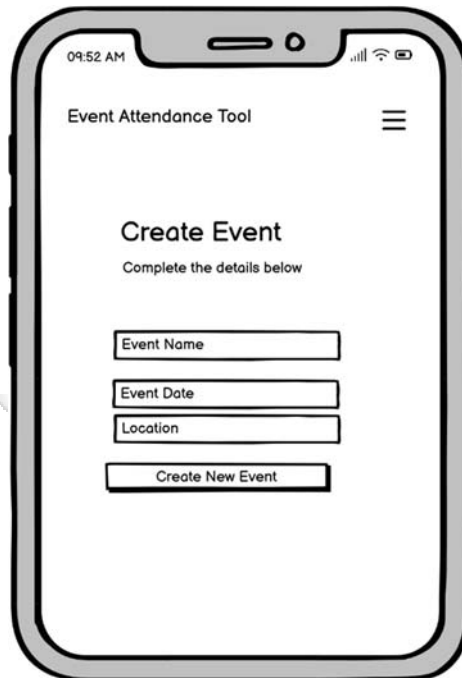 09:52 AM
Event Attendance Tool
Create Event
Complete the details below
Event Name
Event Date
Location
Create New Event